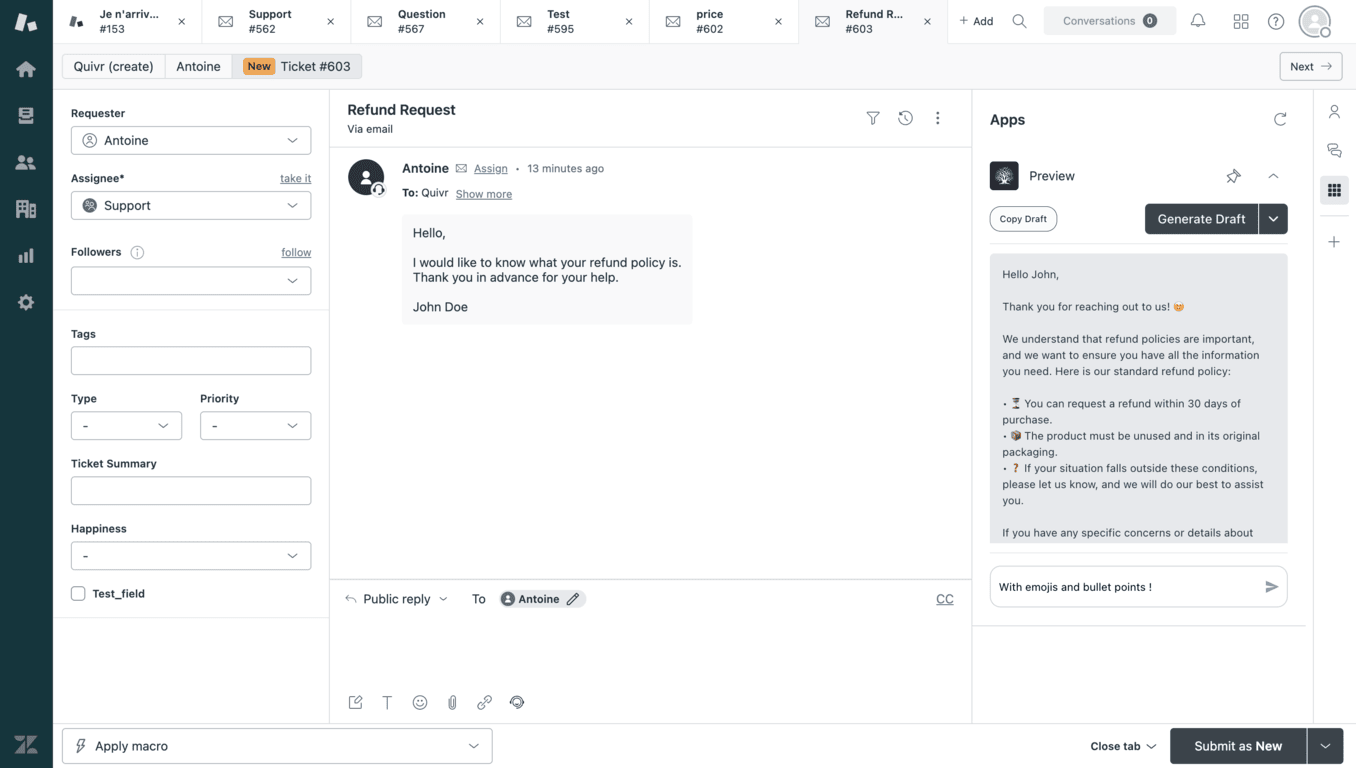 Je n'arriv...
#153
Support
#562
Question
#567
Test
#595
price
#602
Refund R...
#603
+ Add
Conversations 0
Quivr (create)
Antoine
New Ticket #603
Next
Requester
Antoine
Assignee*
take it
Support
Followers
follow
Tags
Type
Priority
-
-
Ticket Summary
Happiness
-
Test_field
Refund Request
Via email
Antoine Assign • 13 minutes ago
To: Quivr Show more
Hello,
I would like to know what your refund policy is.
Thank you in advance for your help.
John Doe
Public reply
To
Antoine
CC
Apps
Preview
Copy Draft
Generate Draft
Hello John,
Thank you for reaching out to us! 😊
We understand that refund policies are important,
and we want to ensure you have all the information
you need. Here is our standard refund policy:
• ⏳ You can request a refund within 30 days of
purchase.
• 📦 The product must be unused and in its original
packaging.
• ❓ If your situation falls outside these conditions,
please let us know, and we will do our best to assist
you.
If you have any specific concerns or details about
With emojis and bullet points !
Apply macro
Close tab
Submit as New